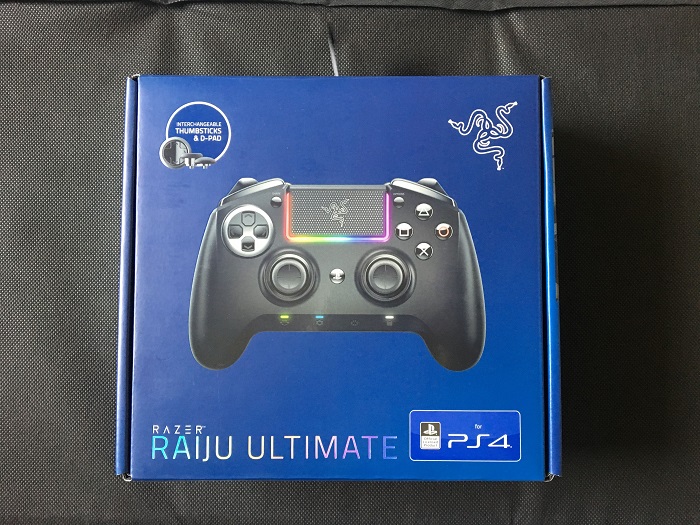 INTERCHANGEABLE
THUMBSTICKS
& D-PAD
RAZER
RAIJU ULTIMATE
for
PS4